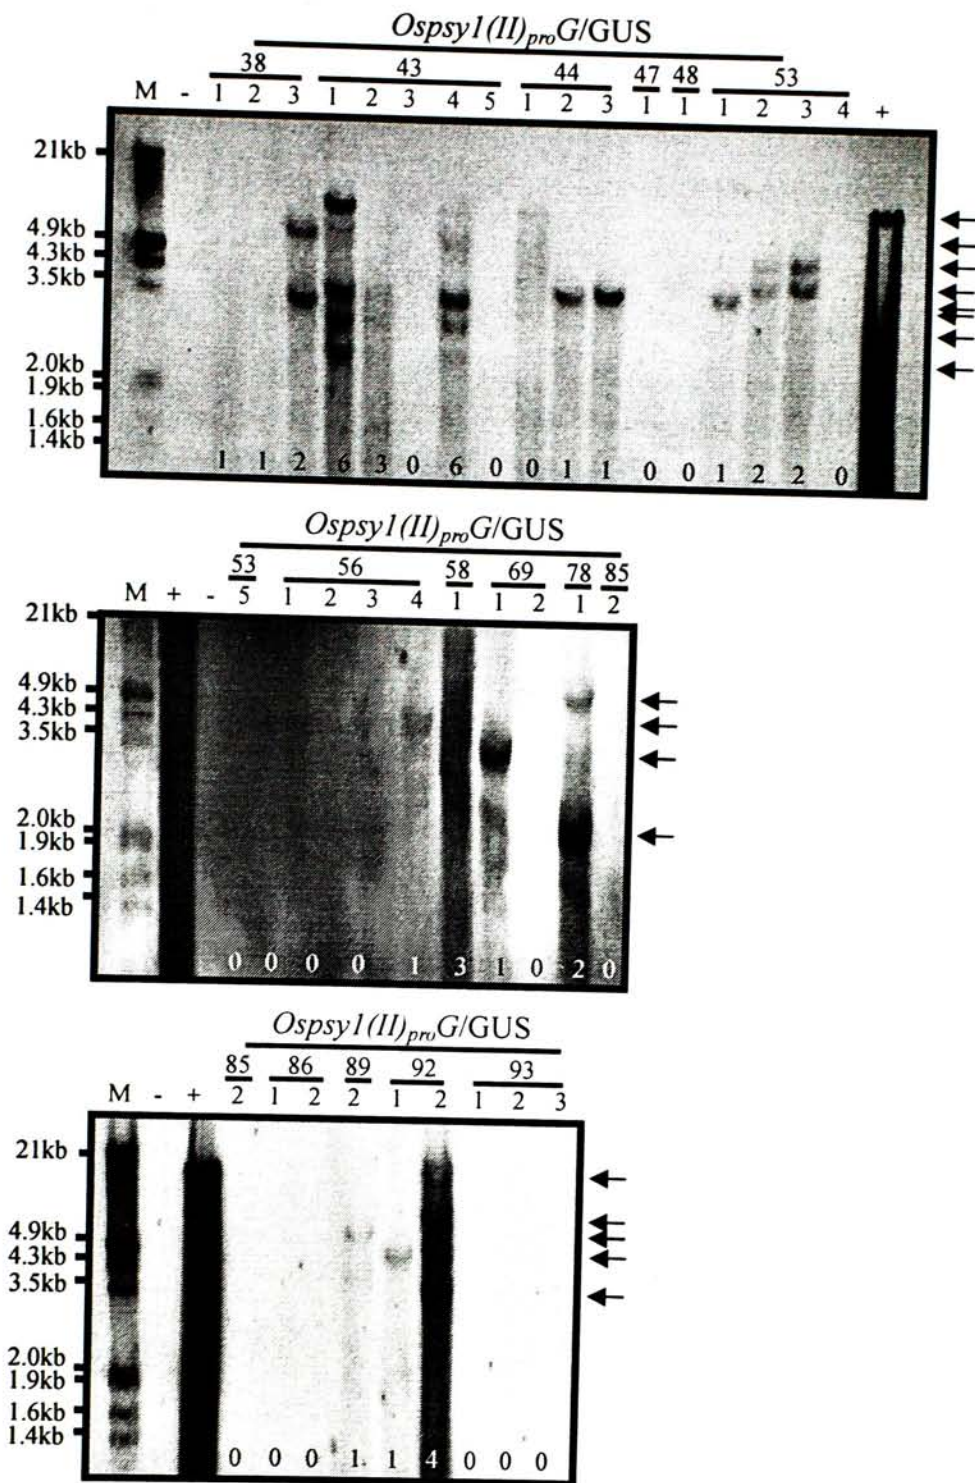 Ospsy1(II)proG/GUS
38 43 44 47 48 53
M - 1 2 3 1 2 3 4 5 1 2 3 1 1 1 2 3 4 +
21kb
4.9kb
4.3kb
3.5kb
2.0kb
1.9kb
1.6kb
1.4kb
1 1 2 6 3 0 6 0 0 1 1 0 0 1 2 2 0
Ospsy1(II)proG/GUS
53 56 58 69 78 85
M + - 5 1 2 3 4 1 1 2 1 2
21kb
4.9kb
4.3kb
3.5kb
2.0kb
1.9kb
1.6kb
1.4kb
0 0 0 0 1 3 1 0 2 0
Ospsy1(II)proG/GUS
85 86 89 92 93
M - + 2 1 2 2 1 2 1 2 3
21kb
4.9kb
4.3kb
3.5kb
2.0kb
1.9kb
1.6kb
1.4kb
0 0 0 1 1 4 0 0 0